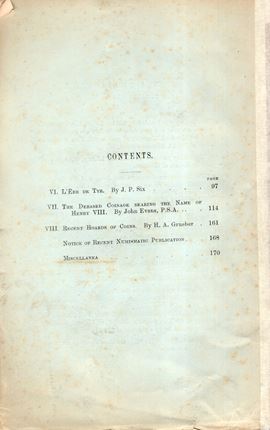 CONTENTS.
PAGE
VI. L'ÈRE DE TYR. By J. P. Six . . . . 97
VII. THE DEBASED COINAGE BEARING THE NAME OF
HENRY VIII. By John Evans, P.S.A. . . . 114
VIII. RECENT HOARDS OF COINS. By H. A. Grueber . 161
NOTICE OF RECENT NUMISMATIC PUBLICATION . 168
MISCELLANEA 170